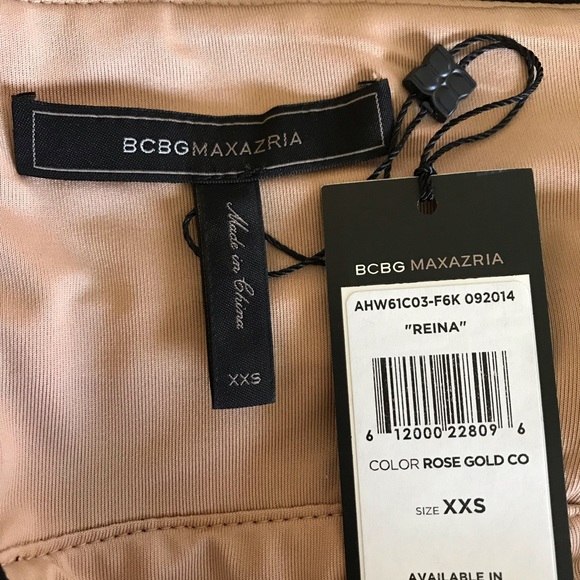 BCBGMAXAZRIA
Made in China
XXS
BCBG MAXAZRIA
AHW61C03-F6K 092014
"REINA"
6 12000 22809 6
COLOR ROSE GOLD CO
SIZE XXS
AVAILABLE IN